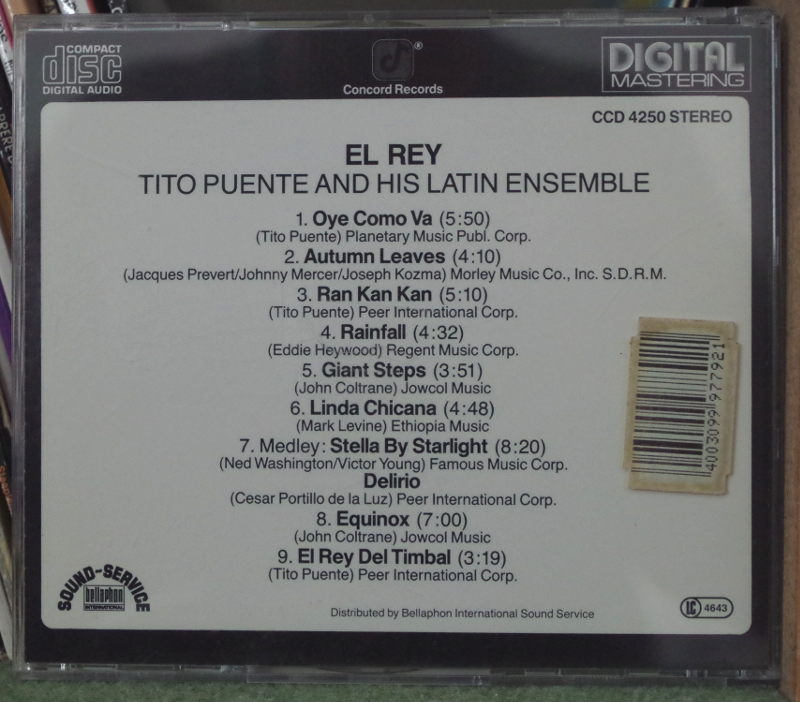 COMPACT
disc
DIGITAL AUDIO
®
Concord Records
DIGITAL
MASTERING
CCD 4250 STEREO
EL REY
TITO PUENTE AND HIS LATIN ENSEMBLE
1. Oye Como Va (5:50)
(Tito Puente) Planetary Music Publ. Corp.
2. Autumn Leaves (4:10)
(Jacques Prevert/Johnny Mercer/Joseph Kozma) Morley Music Co., Inc. S.D.R.M.
3. Ran Kan Kan (5:10)
(Tito Puente) Peer International Corp.
4. Rainfall (4:32)
(Eddie Heywood) Regent Music Corp.
5. Giant Steps (3:51)
(John Coltrane) Jowcol Music
6. Linda Chicana (4:48)
(Mark Levine) Ethiopia Music
7. Medley: Stella By Starlight (8:20)
(Ned Washington/Victor Young) Famous Music Corp.
Delirio
(Cesar Portillo de la Luz) Peer International Corp.
8. Equinox (7:00)
(John Coltrane) Jowcol Music
9. El Rey Del Timbal (3:19)
(Tito Puente) Peer International Corp.
4003099977921
SOUND-SERVICE
bellaphon
INTERNATIONAL
Distributed by Bellaphon International Sound Service
LC 4643